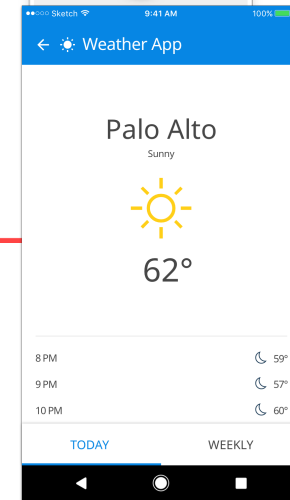 Sketch 9:41 AM 100%
Weather App
Palo Alto
Sunny
62°
8 PM 59°
9 PM 57°
10 PM 60°
TODAY WEEKLY